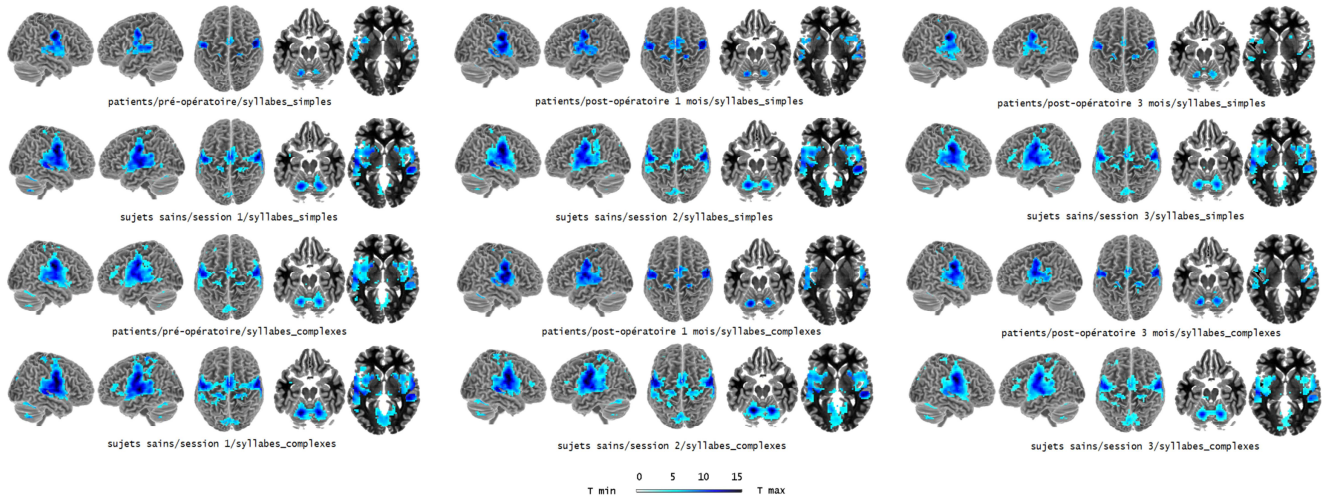 patients/pré-opératoire/syllabes_simples
patients/post-opératoire 1 mois/syllabes_simples
patients/post-opératoire 3 mois/syllabes_simples
sujets sains/session 1/syllabes_simples
sujets sains/session 2/syllabes_simples
sujets sains/session 3/syllabes_simples
patients/pré-opératoire/syllabes_complexes
patients/post-opératoire 1 mois/syllabes_complexes
patients/post-opératoire 3 mois/syllabes_complexes
sujets sains/session 1/syllabes_complexes
sujets sains/session 2/syllabes_complexes
sujets sains/session 3/syllabes_complexes
0 5 10 15
T min T max